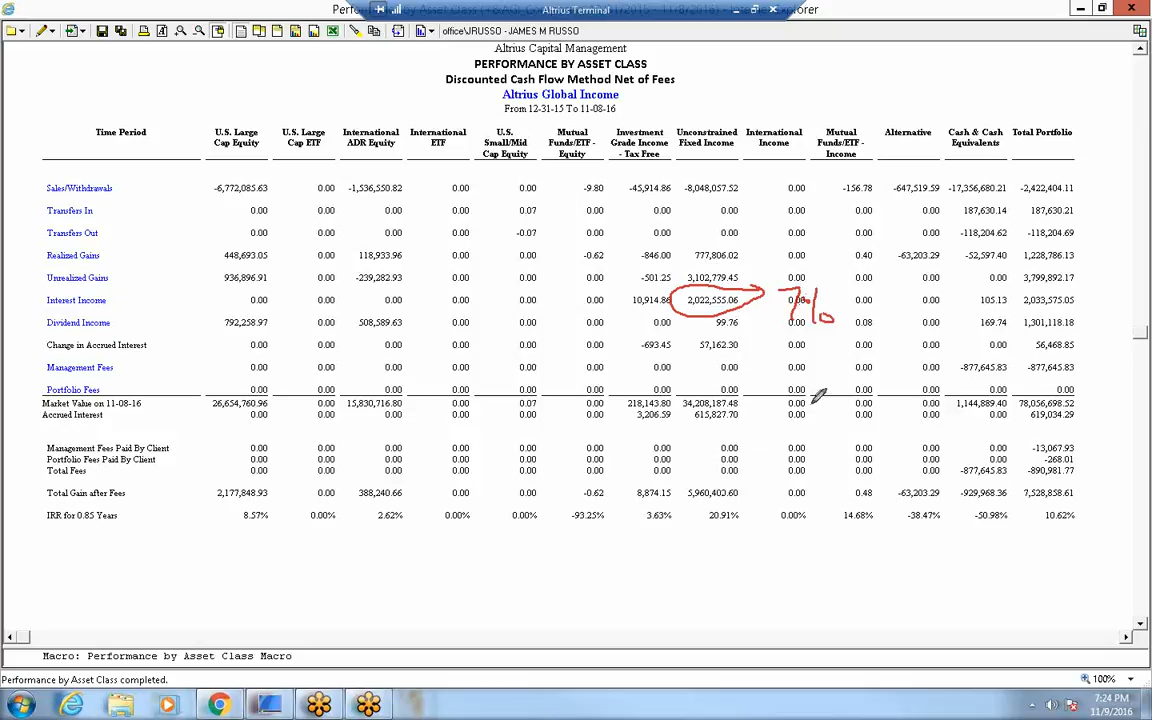 Perform
Altrius Terminal
Explorer
office\JRUSSO - JAMES M RUSSO
Altrius Capital Management
PERFORMANCE BY ASSET CLASS
Discounted Cash Flow Method Net of Fees
Altrius Global Income
From 12-31-15 To 11-08-16
Time Period U.S. Large Cap Equity U.S. Large Cap ETF International ADR Equity International ETF U.S. Small/Mid Cap Equity Mutual Funds/ETF - Equity Investment Grade Income - Tax Free Unconstrained Fixed Income International Income Mutual Funds/ETF - Income Alternative Cash & Cash Equivalents Total Portfolio
Sales/Withdrawals -6,772,085.63 0.00 -1,536,550.82 0.00 0.00 -9.80 -45,914.86 -8,048,057.52 0.00 -156.78 -647,519.59 -17,356,680.21 -2,422,404.11
Transfers In 0.00 0.00 0.00 0.00 0.07 0.00 0.00 0.00 0.00 0.00 0.00 187,630.14 187,630.21
Transfers Out 0.00 0.00 0.00 0.00 -0.07 0.00 0.00 0.00 0.00 0.00 0.00 -118,204.62 -118,204.69
Realized Gains 448,693.05 0.00 118,933.96 0.00 0.00 -0.62 -846.00 777,806.02 0.00 0.40 -63,203.29 -52,597.40 1,228,786.13
Unrealized Gains 936,896.91 0.00 -239,282.93 0.00 0.00 0.00 -501.25 3,102,779.45 0.00 0.00 0.00 0.00 3,799,892.17
Interest Income 0.00 0.00 0.00 0.00 0.00 0.00 10,914.86 2,022,555.06 0.00 7% 0.00 0.00 105.13 2,033,575.05
Dividend Income 792,258.97 0.00 508,589.63 0.00 0.00 0.00 0.00 99.76 0.00 0.08 0.00 169.74 1,301,118.18
Change in Accrued Interest 0.00 0.00 0.00 0.00 0.00 0.00 -693.45 57,162.30 0.00 0.00 0.00 0.00 56,468.85
Management Fees 0.00 0.00 0.00 0.00 0.00 0.00 0.00 0.00 0.00 0.00 0.00 -877,645.83 -877,645.83
Portfolio Fees 0.00 0.00 0.00 0.00 0.00 0.00 0.00 0.00 0.00 0.00 0.00 0.00 0.00
Market Value on 11-08-16 26,654,760.96 0.00 15,830,716.80 0.00 0.07 0.00 218,143.80 34,208,187.48 0.00 0.00 0.00 1,144,889.40 78,056,698.52
Accrued Interest 0.00 0.00 0.00 0.00 0.00 0.00 3,206.59 615,827.70 0.00 0.00 0.00 0.00 619,034.29
Management Fees Paid By Client 0.00 0.00 0.00 0.00 0.00 0.00 0.00 0.00 0.00 0.00 0.00 0.00 -13,067.93
Portfolio Fees Paid By Client 0.00 0.00 0.00 0.00 0.00 0.00 0.00 0.00 0.00 0.00 0.00 0.00 -268.01
Total Fees 0.00 0.00 0.00 0.00 0.00 0.00 0.00 0.00 0.00 0.00 0.00 -877,645.83 -890,981.77
Total Gain after Fees 2,177,848.93 0.00 388,240.66 0.00 0.00 -0.62 8,874.15 5,960,403.60 0.00 0.48 -63,203.29 -929,968.36 7,528,858.61
IRR for 0.85 Years 8.57% 0.00% 2.62% 0.00% 0.00% -93.25% 3.63% 20.91% 0.00% 14.68% -38.47% -50.98% 10.62%
Macro: Performance by Asset Class Macro
Performance by Asset Class completed.
100%
7:24 PM
11/9/2016